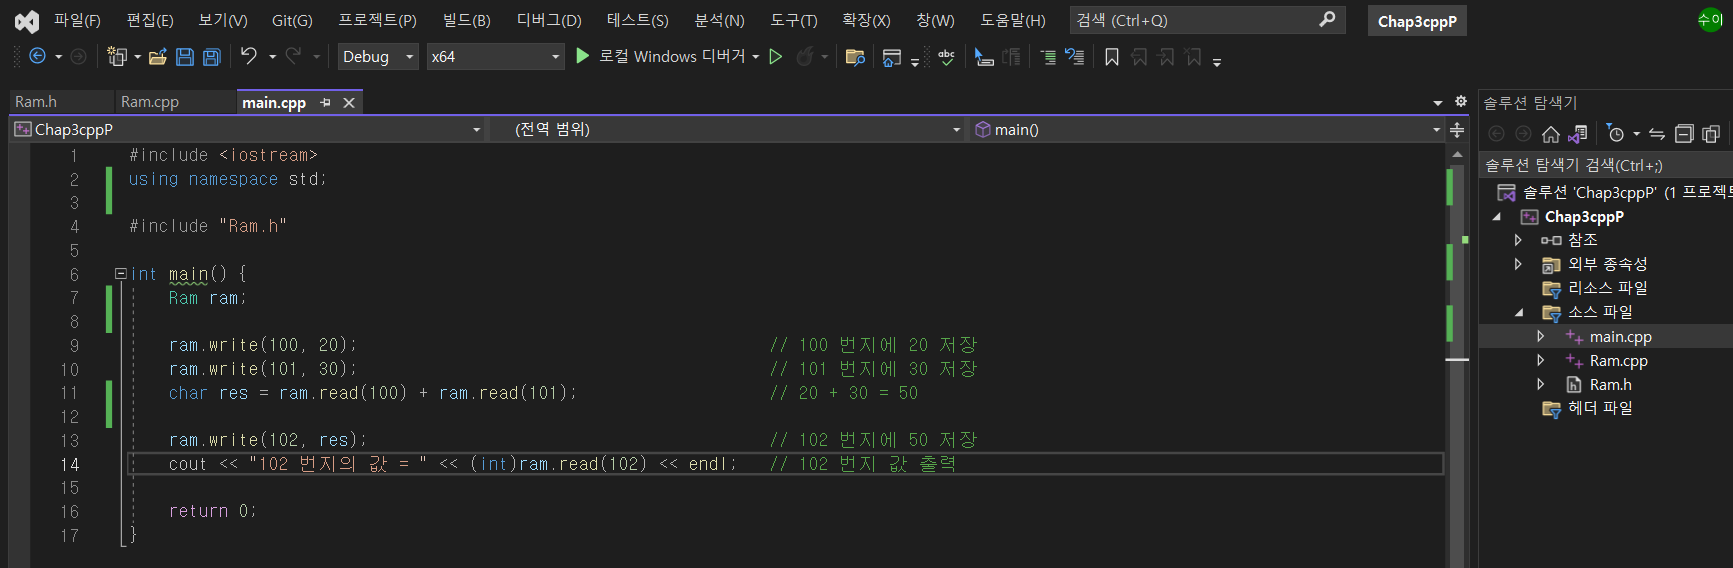 파일(F) 편집(E) 보기(V) Git(G) 프로젝트(P) 빌드(B) 디버그(D) 테스트(S) 분석(N) 도구(T) 확장(X) 창(W) 도움말(H) 검색 (Ctrl+Q) Chap3cppP 수이
Debug x64 로컬 Windows 디버거 abc
Ram.h Ram.cpp main.cpp
Chap3cppP (전역 범위) main()
1 #include <iostream>
2 using namespace std;
3
4 #include "Ram.h"
5
6 int main() {
7 Ram ram;
8
9 ram.write(100, 20); // 100 번지에 20 저장
10 ram.write(101, 30); // 101 번지에 30 저장
11 char res = ram.read(100) + ram.read(101); // 20 + 30 = 50
12
13 ram.write(102, res); // 102 번지에 50 저장
14 cout << "102 번지의 값 = " << (int)ram.read(102) << endl; // 102 번지 값 출력
15
16 return 0;
17 }
솔루션 탐색기
솔루션 탐색기 검색(Ctrl+;)
솔루션 'Chap3cppP' (1 프로젝트
Chap3cppP
참조
외부 종속성
리소스 파일
소스 파일
main.cpp
Ram.cpp
Ram.h
헤더 파일